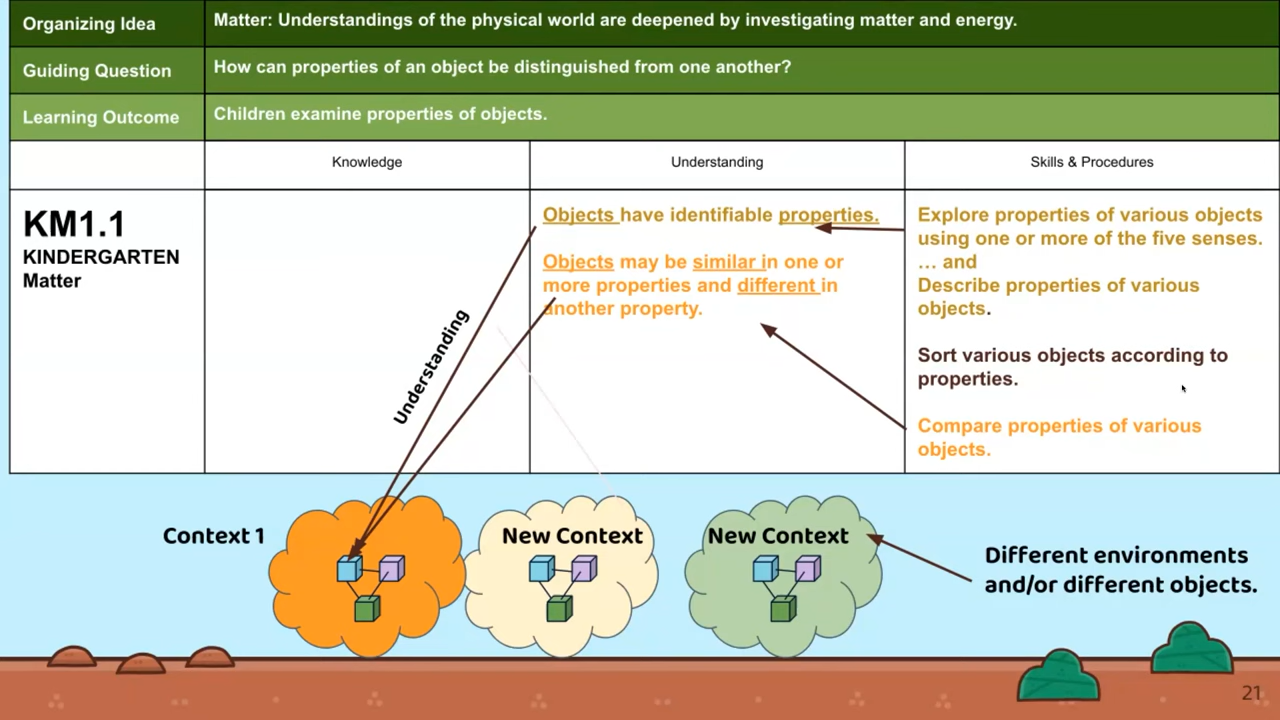 Organizing Idea
Matter: Understandings of the physical world are deepened by investigating matter and energy.
Guiding Question
How can properties of an object be distinguished from one another?
Learning Outcome
Children examine properties of objects.
Knowledge
Understanding
Skills & Procedures
KM1.1
KINDERGARTEN
Matter
Objects have identifiable properties.
Objects may be similar in one or
more properties and different in
another property.
Explore properties of various objects
using one or more of the five senses.
… and
Describe properties of various
objects.
Sort various objects according to
properties.
Compare properties of various
objects.
Understanding
Context 1
New Context
New Context
Different environments
and/or different objects.
21